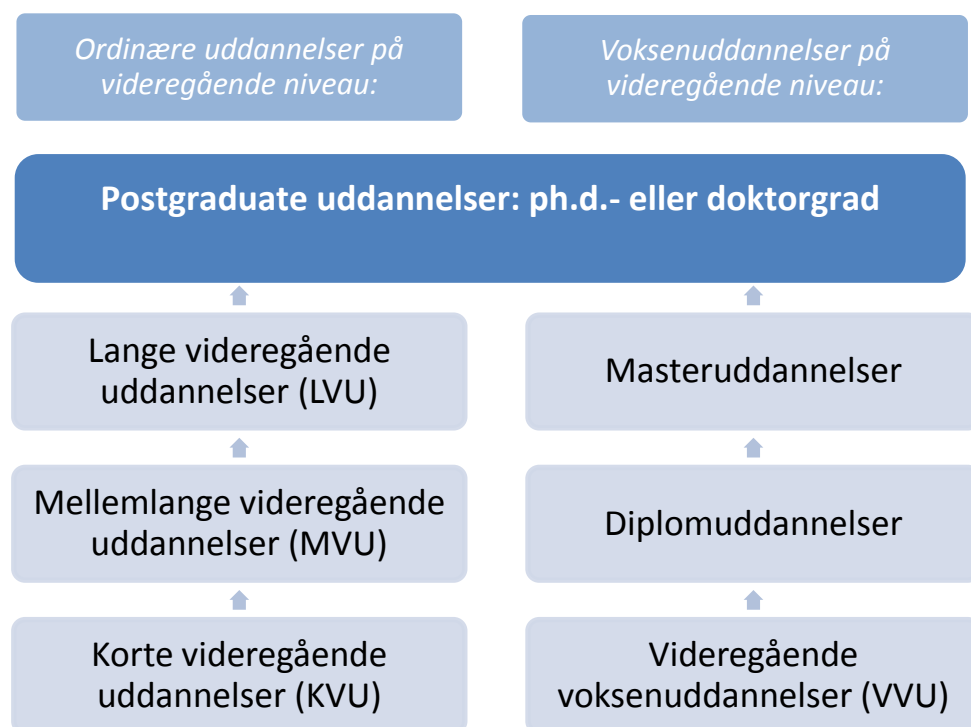 Ordinære uddannelser på
videregående niveau:
Voksenuddannelser på
videregående niveau:
Postgraduate uddannelser: ph.d.- eller doktorgrad
Lange videregående
uddannelser (LVU)
Masteruddannelser
Mellemlange videregående
uddannelser (MVU)
Diplomuddannelser
Korte videregående
uddannelser (KVU)
Videregående
voksenuddannelser (VVU)